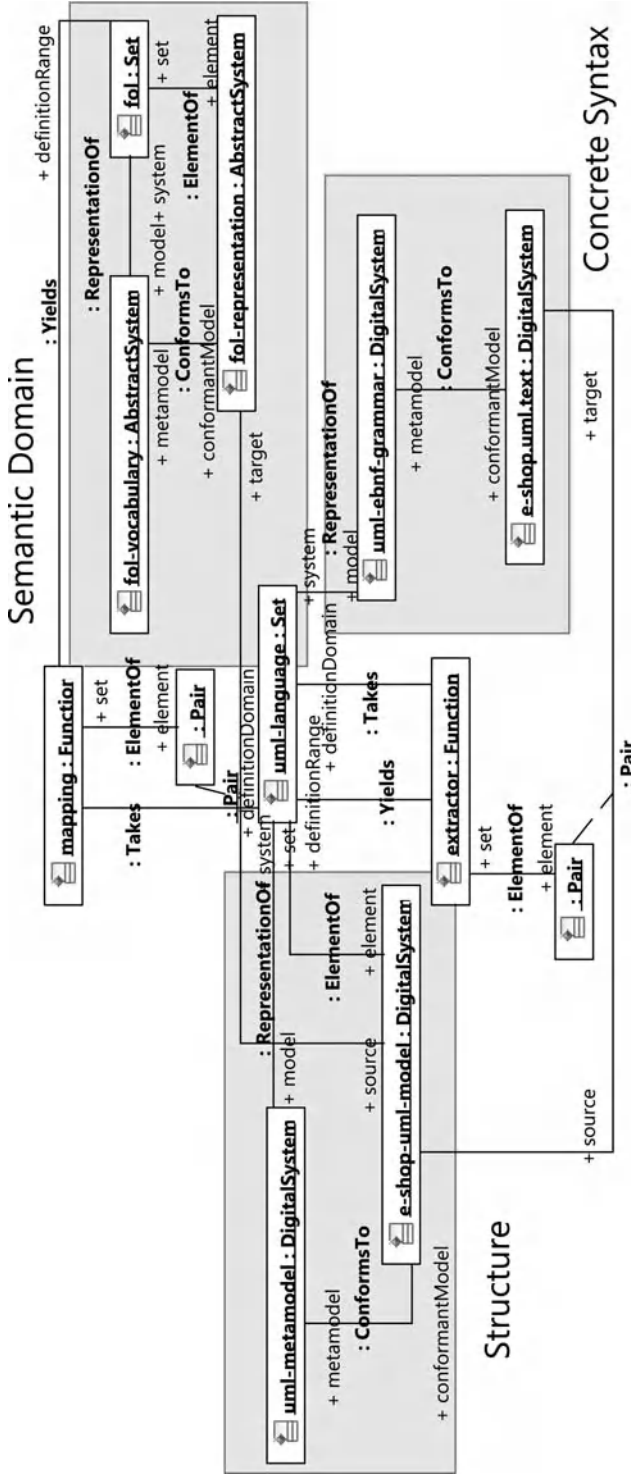 Semantic Domain
: Yields
+ definitionRange
mapping : Function
: RepresentationOf
fol : Set
+ set
fol-vocabulary : AbstractSystem
+ model
+ system
+ set
: Takes
: ElementOf
+ element
+ metamodel
: ConformsTo
+ conformantModel
: ElementOf
+ element
: Pair
fol-representation : AbstractSystem
: Pair
+ definitionDomain
+ target
: RepresentationOf
system
uml-language : Set
+ model
+ set
+ system
uml-metamodel : DigitalSystem
+ definitionRange
+ definitionDomain
: RepresentationOf
+ model
+ metamodel
: ElementOf
+ source
+ element
: Takes
: Yields
uml-ebnf-grammar : DigitalSystem
: ConformsTo
e-shop-uml-model : DigitalSystem
+ metamodel
: ConformsTo
+ conformantModel
+ conformantModel
extractor : Function
+ set
Structure
: ElementOf
e-shop.uml.text : DigitalSystem
+ element
: Pair
+ source
+ target
: Pair
Concrete Syntax